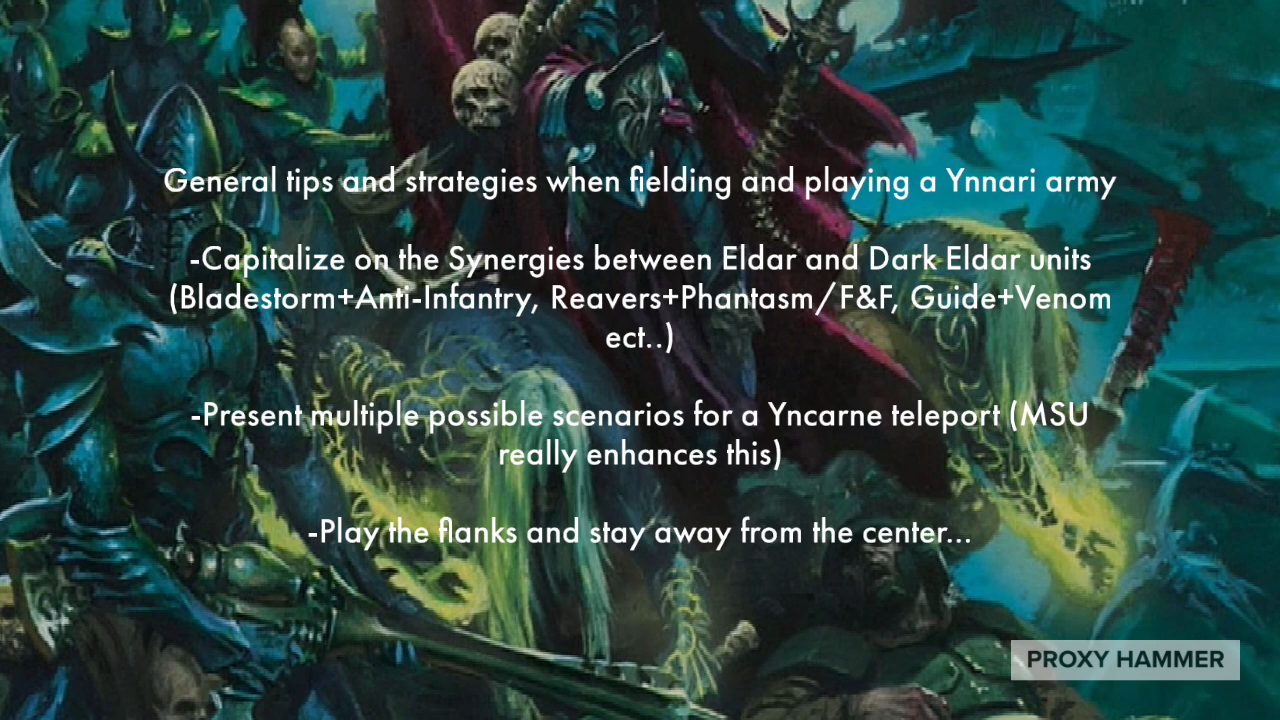 General tips and strategies when fielding and playing a Ynnari army
-Capitalize on the Synergies between Eldar and Dark Eldar units
(Bladestorm+Anti-Infantry, Reavers+Phantasm/F&F, Guide+Venom
ect..)
-Present multiple possible scenarios for a Yncarne teleport (MSU
really enhances this)
-Play the flanks and stay away from the center...
PROXY HAMMER